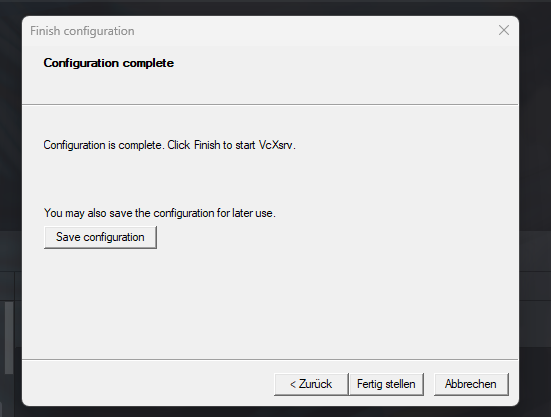 Finish configuration
Configuration complete
Configuration is complete. Click Finish to start VcXsrv.
You may also save the configuration for later use.
Save configuration
< Zurück
Fertig stellen
Abbrechen